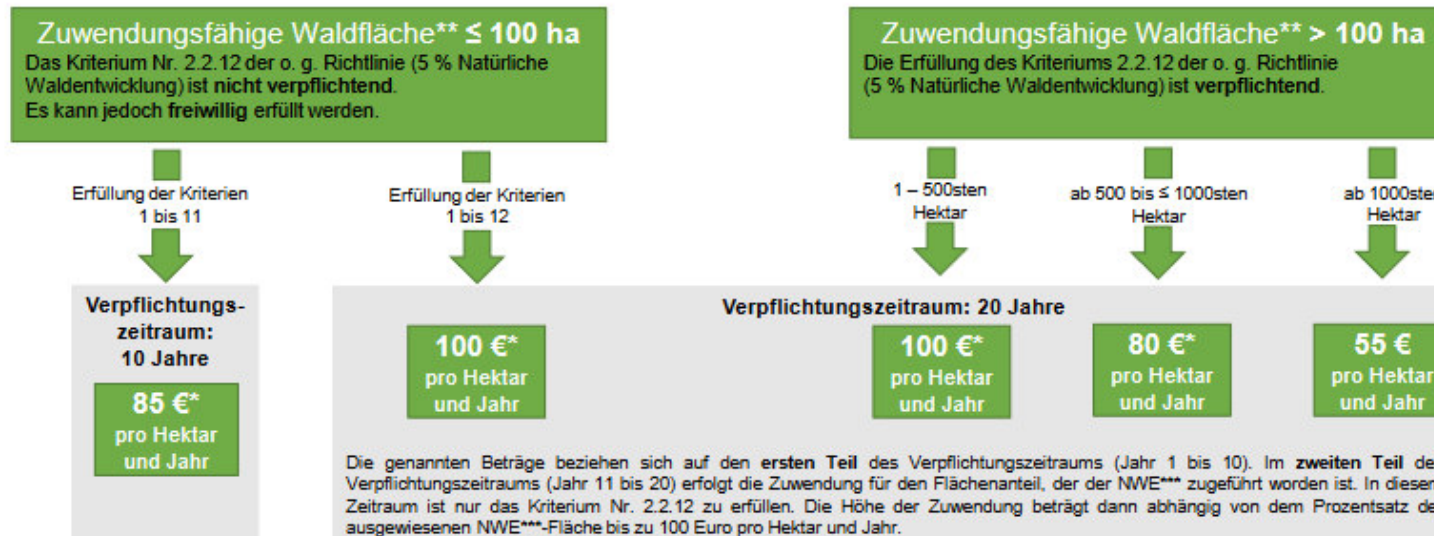 Zuwendungsfähige Waldfläche** ≤ 100 ha
Das Kriterium Nr. 2.2.12 der o. g. Richtlinie (5 % Natürliche
Waldentwicklung) ist nicht verpflichtend.
Es kann jedoch freiwillig erfüllt werden.
Zuwendungsfähige Waldfläche** > 100 ha
Die Erfüllung des Kriteriums 2.2.12 der o. g. Richtlinie
(5 % Natürliche Waldentwicklung) ist verpflichtend.
Erfüllung der Kriterien
1 bis 11
Erfüllung der Kriterien
1 bis 12
1 – 500sten
Hektar
ab 500 bis ≤ 1000sten
Hektar
ab 1000ste
Hektar
Verpflichtungs-
zeitraum:
10 Jahre
85 €*
pro Hektar
und Jahr
Verpflichtungszeitraum: 20 Jahre
100 €*
pro Hektar
und Jahr
100 €*
pro Hektar
und Jahr
80 €*
pro Hektar
und Jahr
55 €
pro Hektar
und Jahr
Die genannten Beträge beziehen sich auf den ersten Teil des Verpflichtungszeitraums (Jahr 1 bis 10). Im zweiten Teil de
Verpflichtungszeitraums (Jahr 11 bis 20) erfolgt die Zuwendung für den Flächenanteil, der der NWE*** zugeführt worden ist. In diesen
Zeitraum ist nur das Kriterium Nr. 2.2.12 zu erfüllen. Die Höhe der Zuwendung beträgt dann abhängig von dem Prozentsatz de
ausgewiesenen NWE***-Fläche bis zu 100 Euro pro Hektar und Jahr.